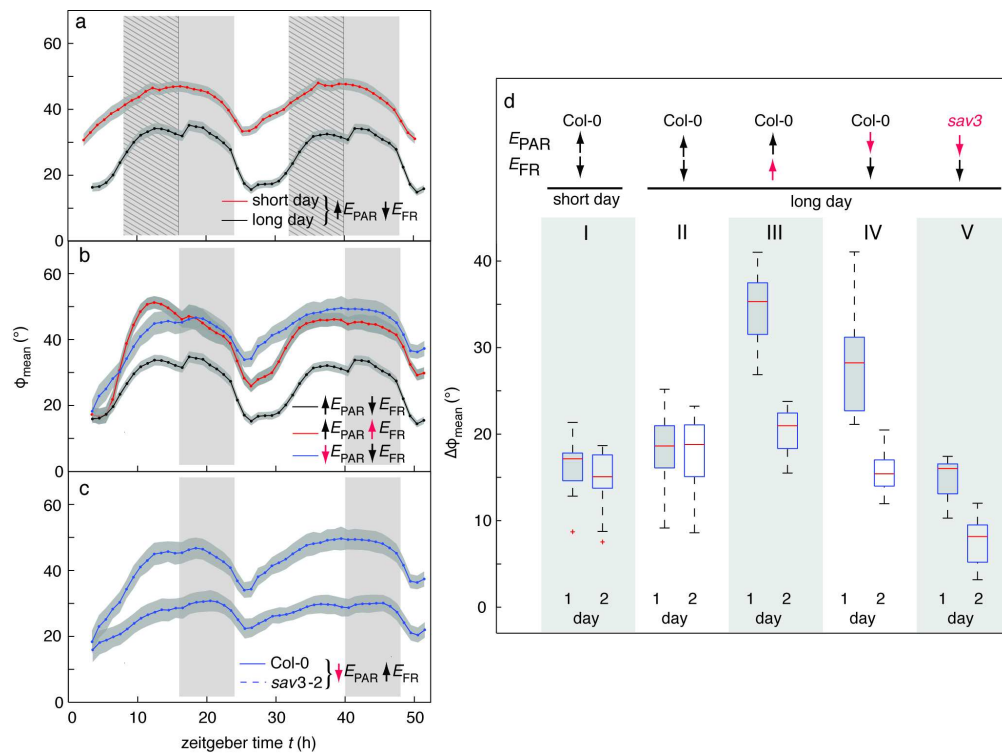 a
60
40
20
0
short day
long day
} ↑E_PAR ↓E_FR
b
60
40
20
0
ϕ_mean (°)
↑E_PAR ↓E_FR
↑E_PAR ↑E_FR
↓E_PAR ↓E_FR
c
60
40
20
0
Col-0
sav3-2
} ↓E_PAR ↑E_FR
0 10 20 30 40 50
zeitgeber time t (h)
d
Col-0 Col-0 Col-0 Col-0 sav3
E_PAR ↑ ↑ ↑ ↓ ↓
E_FR ↓ ↓ ↑ ↓ ↓
short day long day
I II III IV V
40
30
20
10
0
Δϕ_mean (°)
1 2 1 2 1 2 1 2 1 2
day day day day day